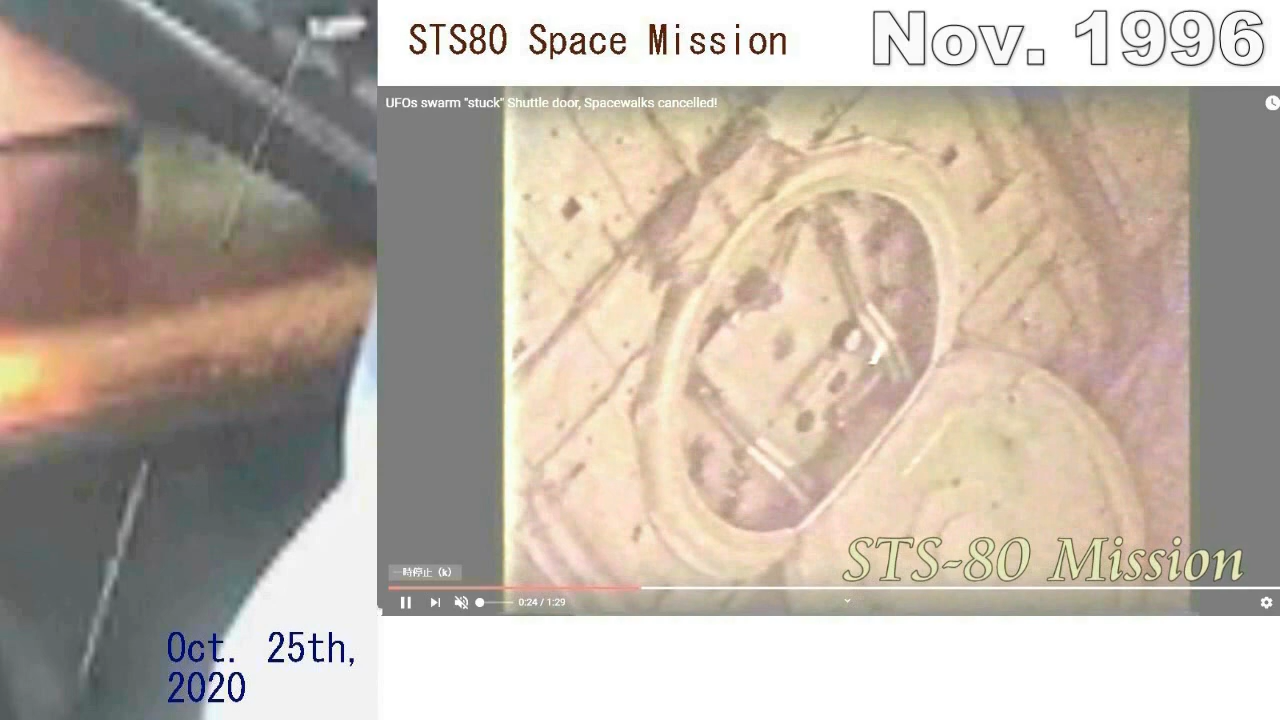 STS80 Space Mission
Nov. 1996
UFOs swarm "stuck" Shuttle door, Spacewalks cancelled!
STS-80 Mission
一時停止 (k)
0:24 / 1:29
Oct. 25th,
2020